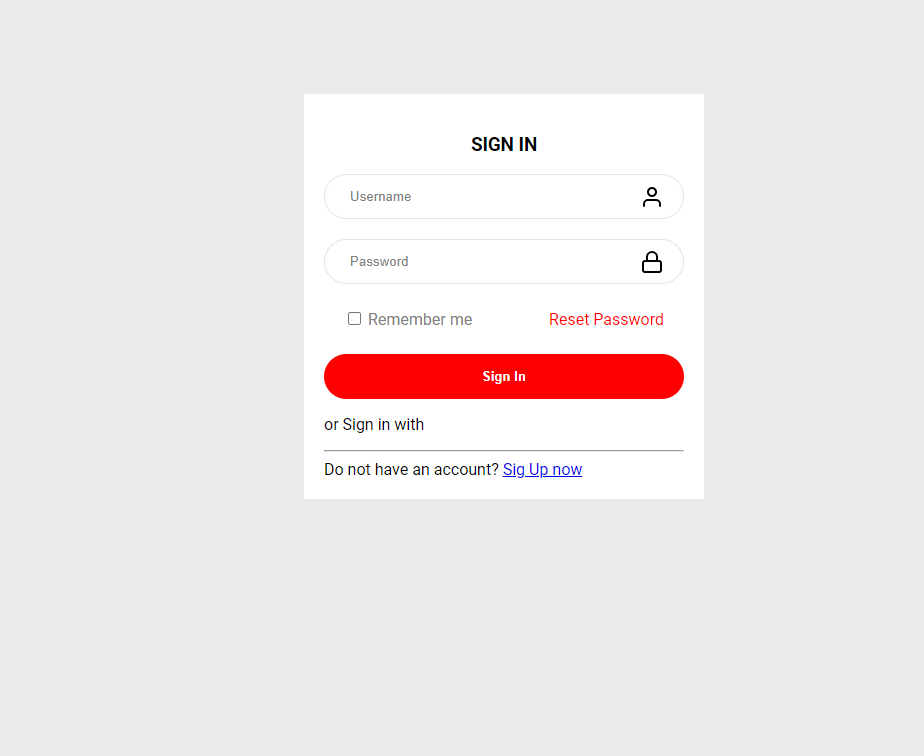 SIGN IN
Username
Password
Remember me Reset Password
Sign In
or Sign in with
Do not have an account? Sig Up now